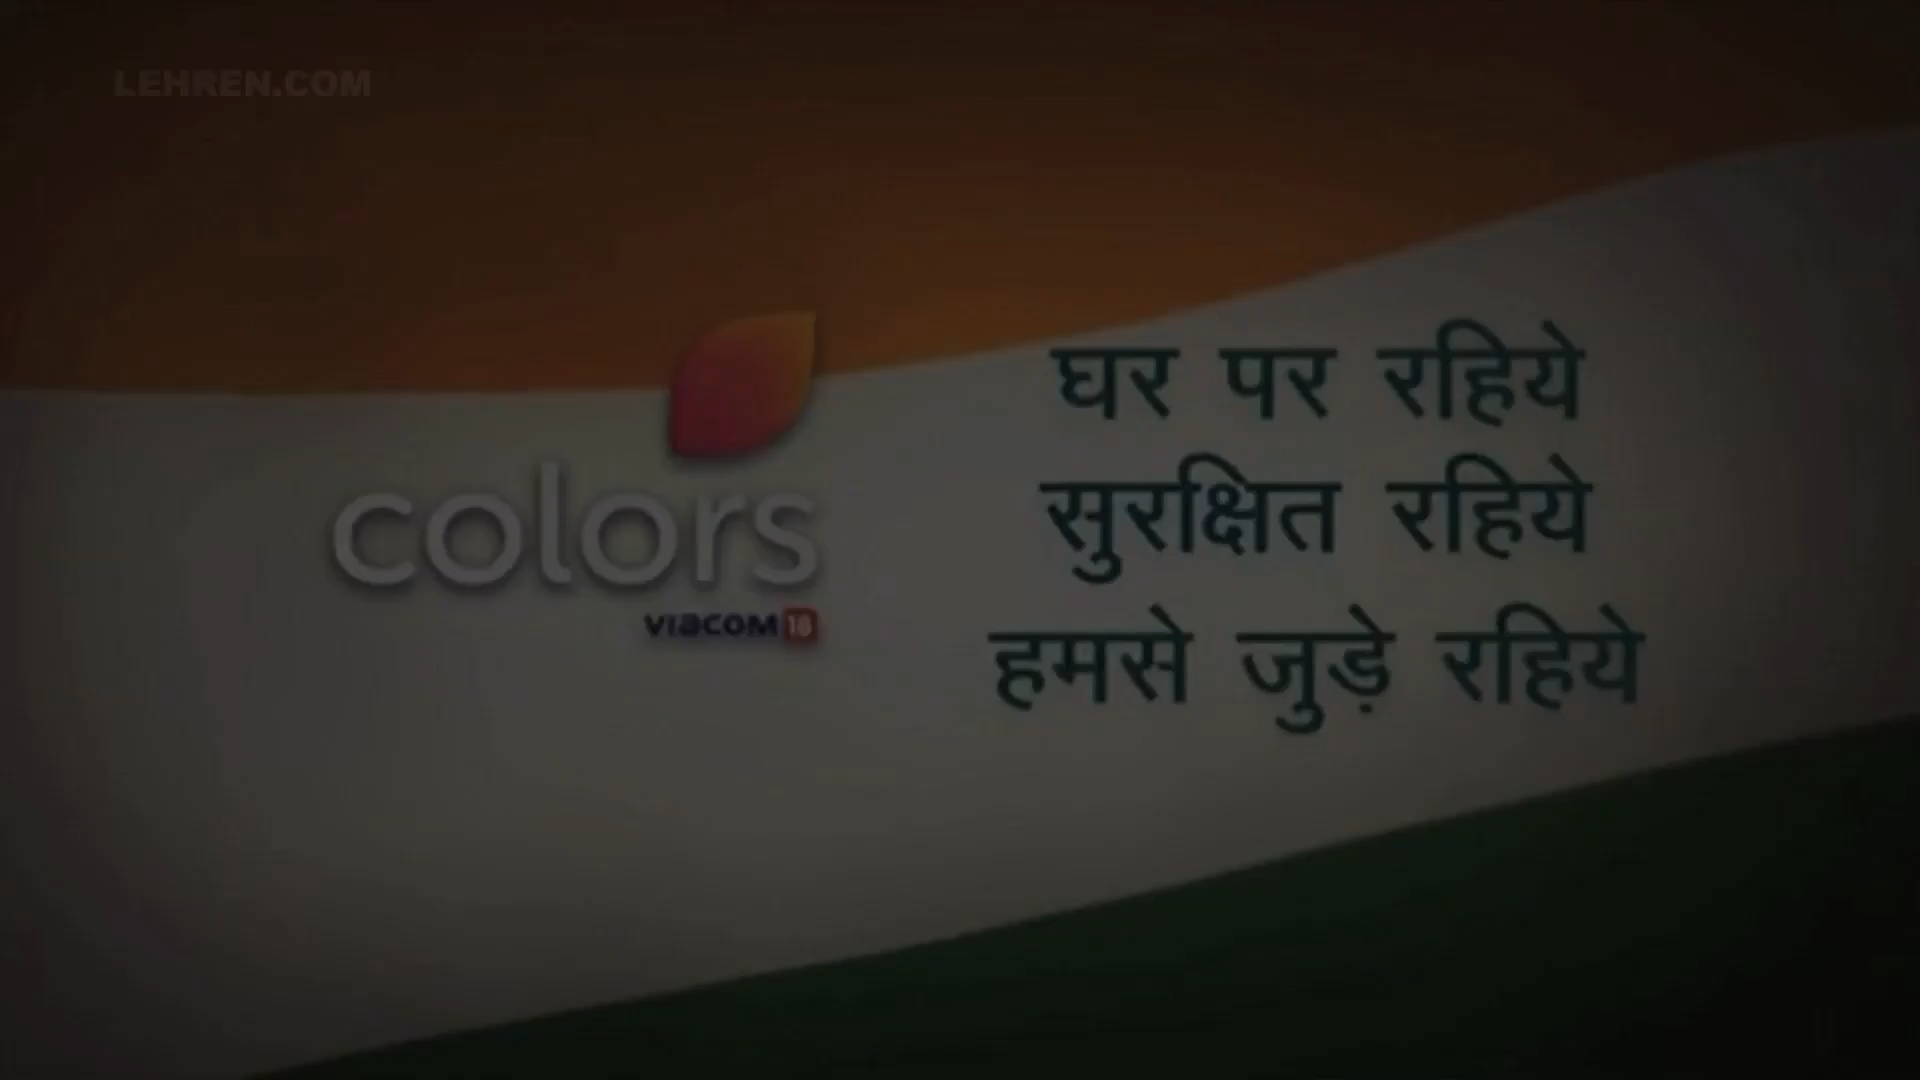 LEHREN.COM
घर पर रहिये
सुरक्षित रहिये
हमसे जुड़े रहिये
colors
VIACOM18